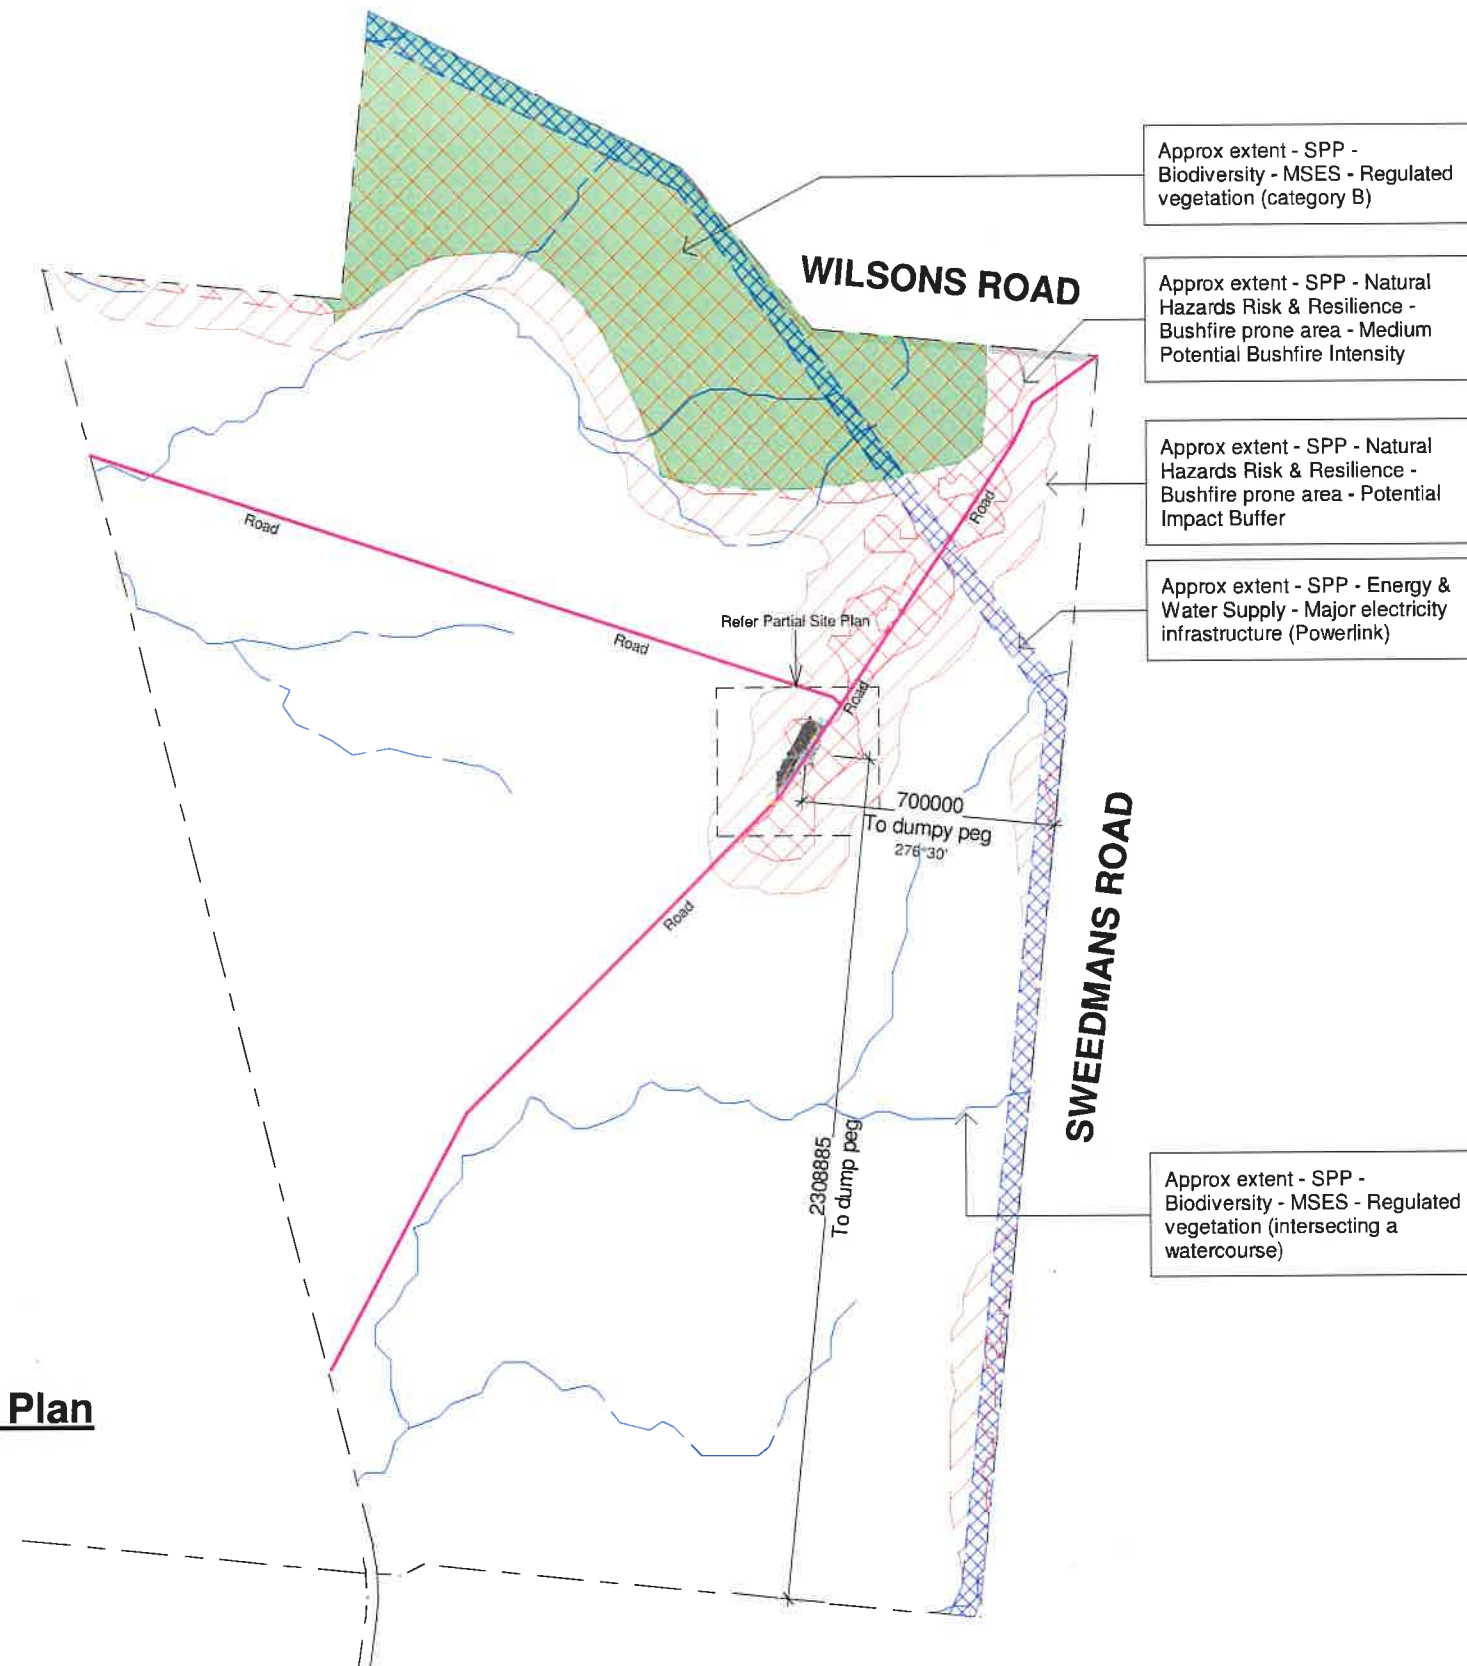 Approx extent - SPP -
Biodiversity - MSES - Regulated
vegetation (category B)
WILSONS ROAD
Approx extent - SPP - Natural
Hazards Risk & Resilience -
Bushfire prone area - Medium
Potential Bushfire Intensity
Approx extent - SPP - Natural
Hazards Risk & Resilience -
Bushfire prone area - Potential
Impact Buffer
Road
Road
Approx extent - SPP - Energy &
Water Supply - Major electricity
infrastructure (Powerlink)
Refer Partial Site Plan
Road
Road
700000
To dumpy peg
276°30'
Road
SWEEDMANS ROAD
2308885
To dump peg
Approx extent - SPP -
Biodiversity - MSES - Regulated
vegetation (intersecting a
watercourse)
Plan